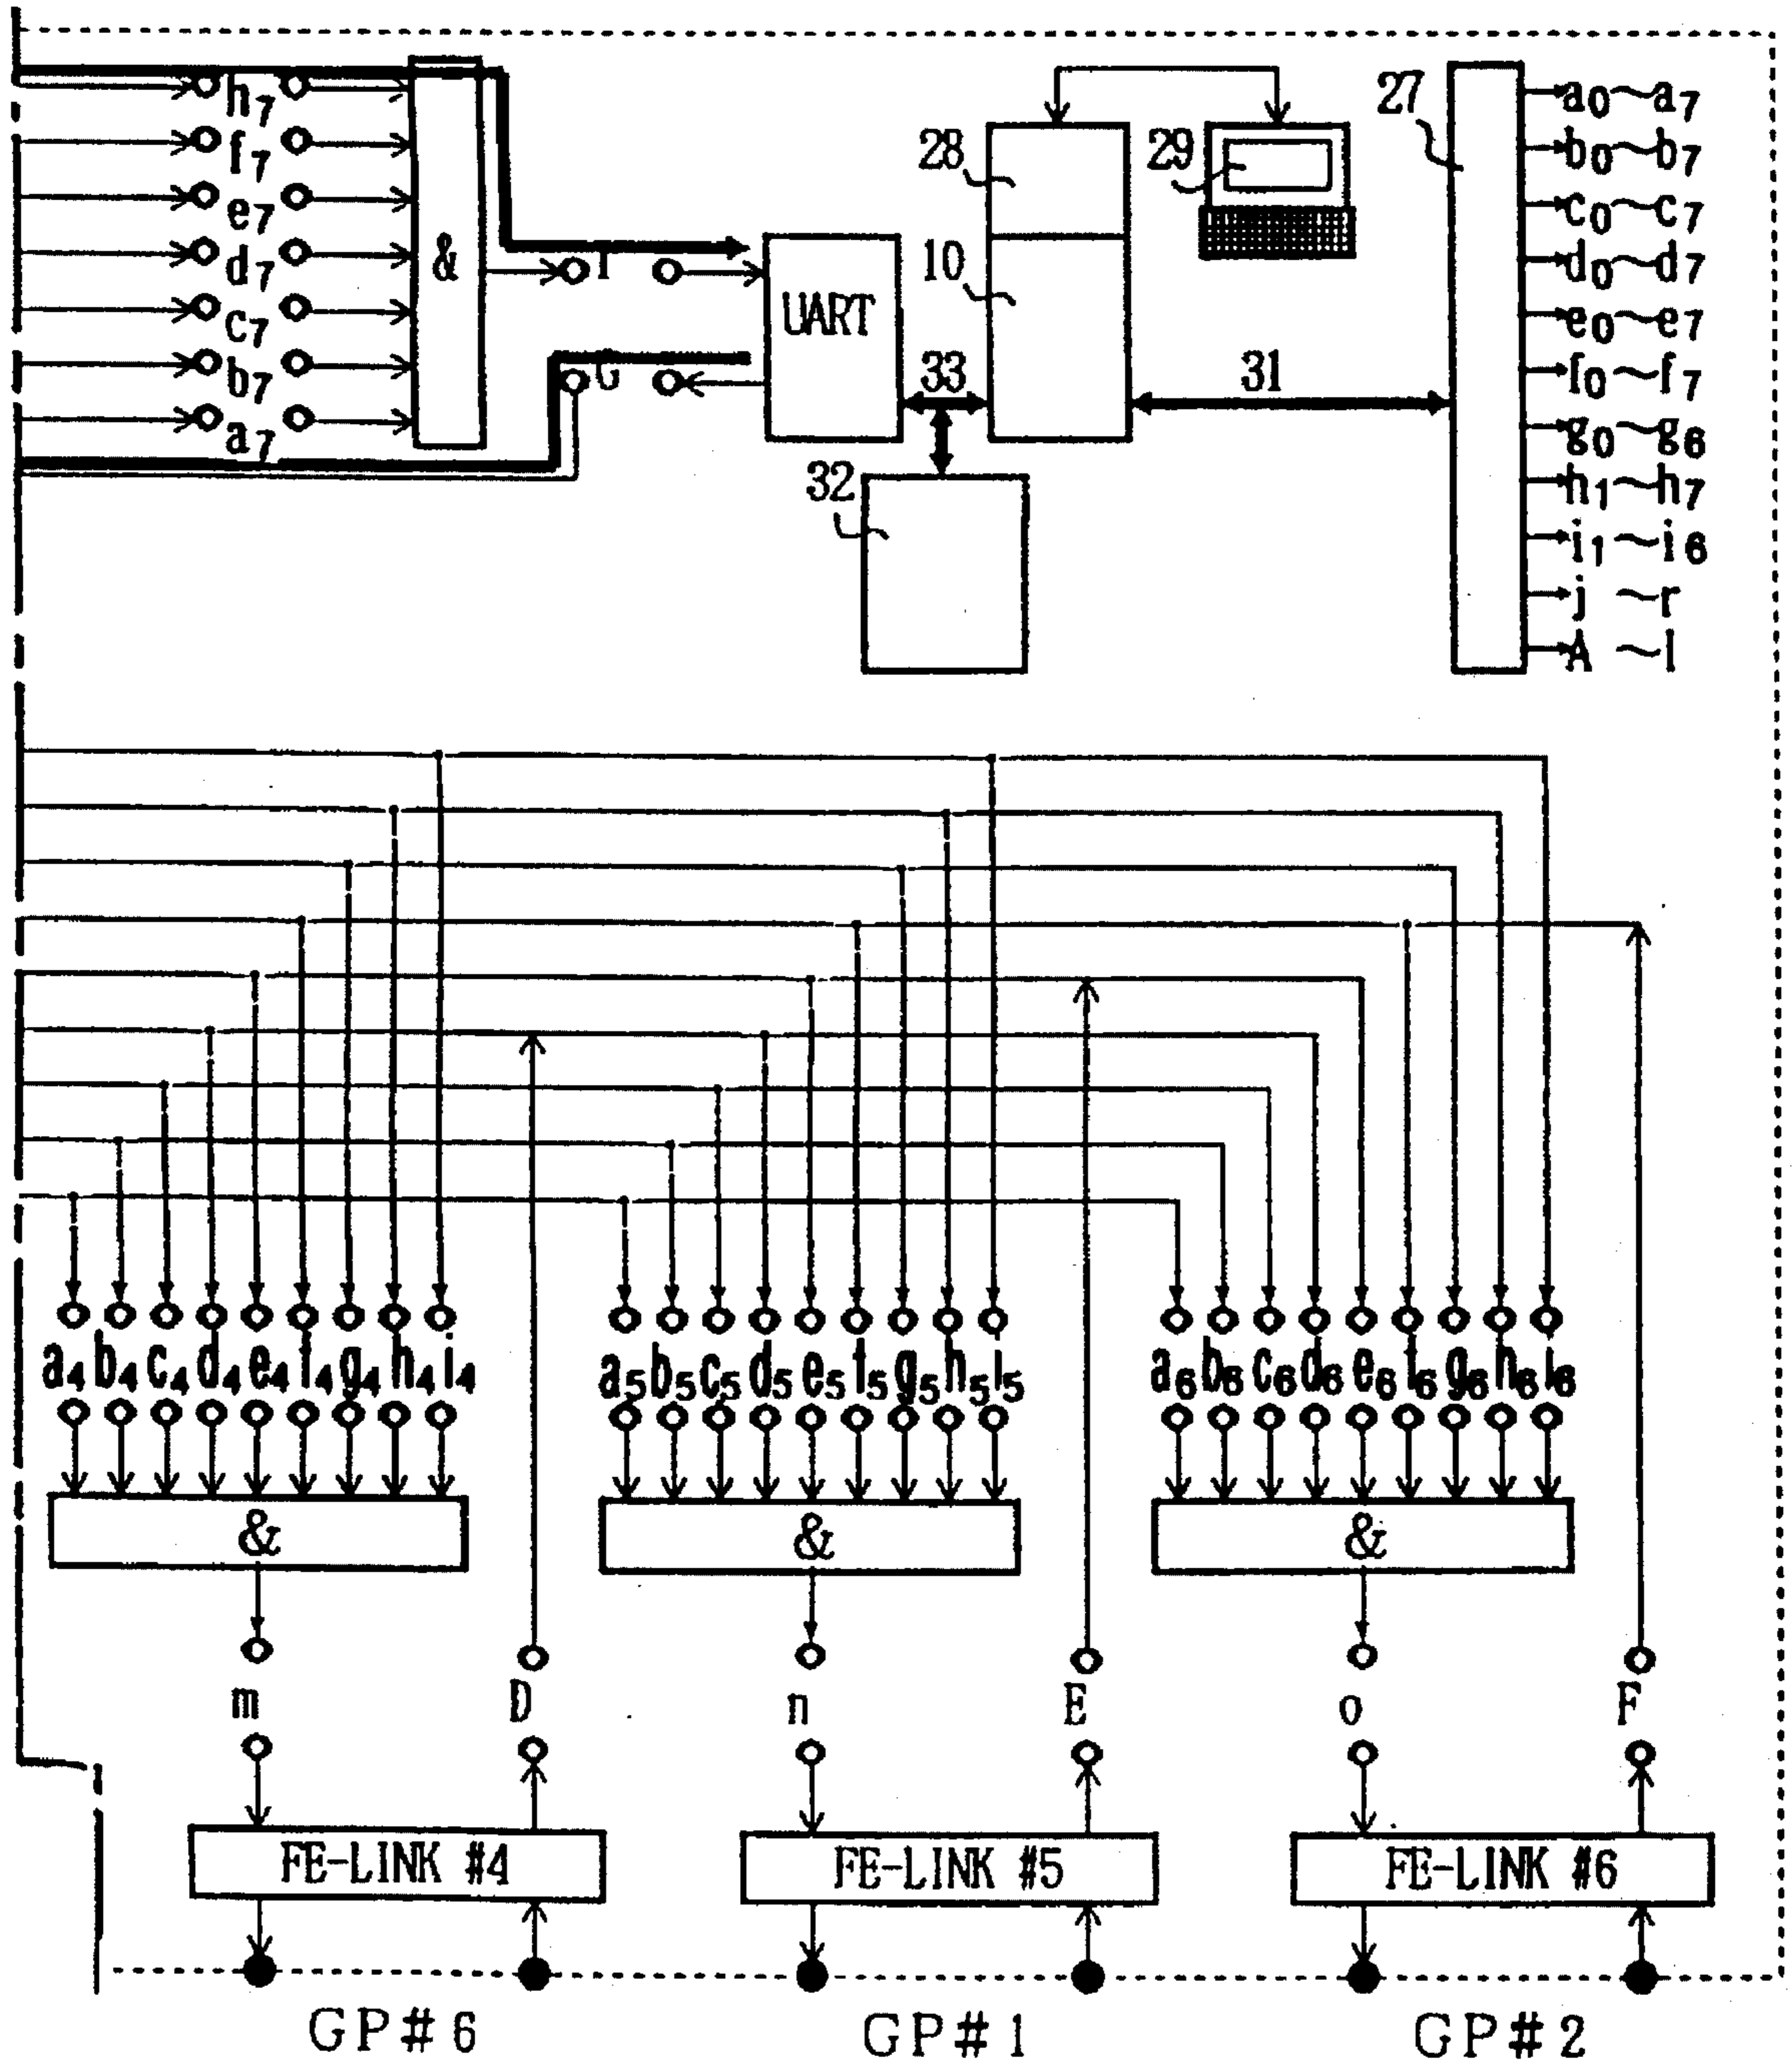 h7
f7
e7
d7
c7
b7
a7
&
UART
28
10
29
27
33
31
32
a0~a7
b0~b7
c0~c7
d0~d7
e0~e7
f0~f7
g0~g6
h1~h7
i1~i6
j ~r
A ~I
a4 b4 c4 d4 e4 f4 g4 h4 i4
a5 b5 c5 d5 e5 f5 g5 h5 i5
a6 b6 c6 d6 e6 f6 g6 h6 i6
& & &
m D n E o F
FE-LINK #4 FE-LINK #5 FE-LINK #6
GP#6 GP#1 GP#2